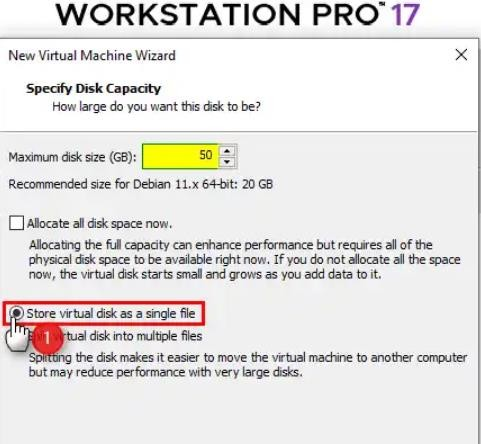 WORKSTATION PRO™ 17
New Virtual Machine Wizard
Specify Disk Capacity
How large do you want this disk to be?
Maximum disk size (GB): 50
Recommended size for Debian 11.x 64-bit: 20 GB
Allocate all disk space now.
Allocating the full capacity can enhance performance but requires all of the
physical disk space to be available right now. If you do not allocate all the space
now, the virtual disk starts small and grows as you add data to it.
Store virtual disk as a single file
1
virtual disk into multiple files
Splitting the disk makes it easier to move the virtual machine to another computer
but may reduce performance with very large disks.